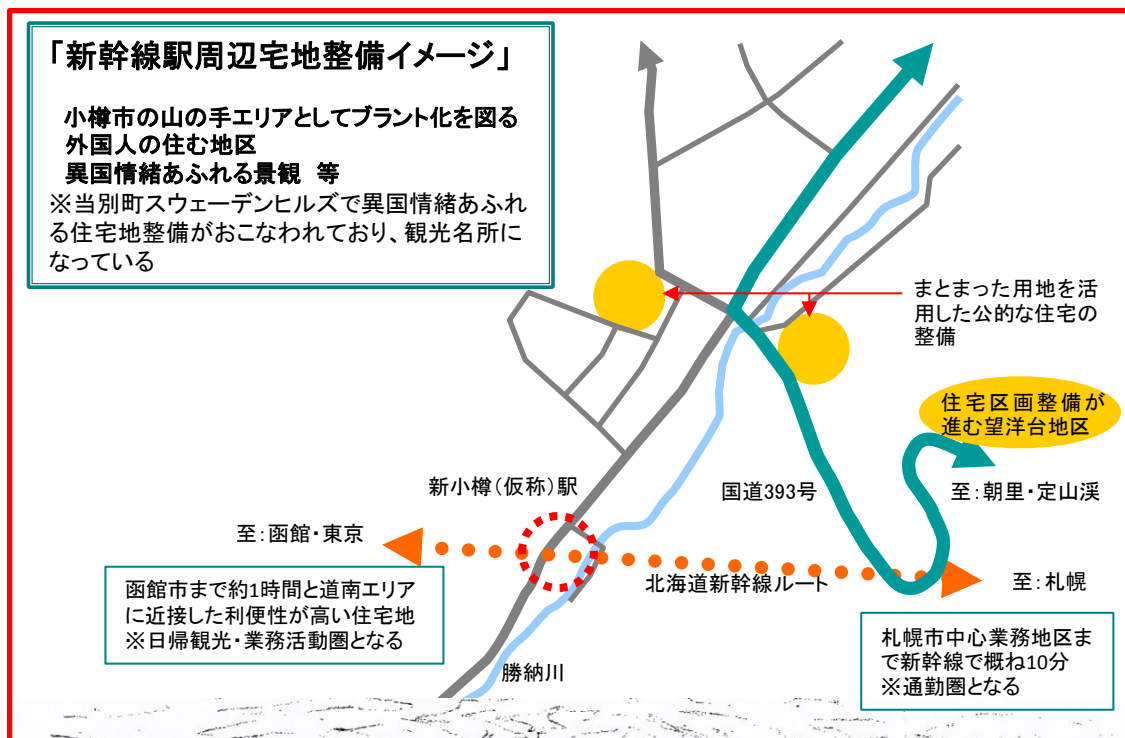 「新幹線駅周辺宅地整備イメージ」
小樽市の山の手エリアとしてブラント化を図る
外国人の住む地区
異国情緒あふれる景観 等
※当別町スウェーデンヒルズで異国情緒あふれ
る住宅地整備がおこなわれており、観光名所に
なっている
まとまった用地を活
用した公的な住宅の
整備
住宅区画整備が
進む望洋台地区
新小樽(仮称)駅
国道393号
至:朝里・定山渓
至:函館・東京
北海道新幹線ルート
至:札幌
函館市まで約1時間と道南エリア
に近接した利便性が高い住宅地
※日帰観光・業務活動圏となる
勝納川
札幌市中心業務地区ま
で新幹線で概ね10分
※通勤圏となる